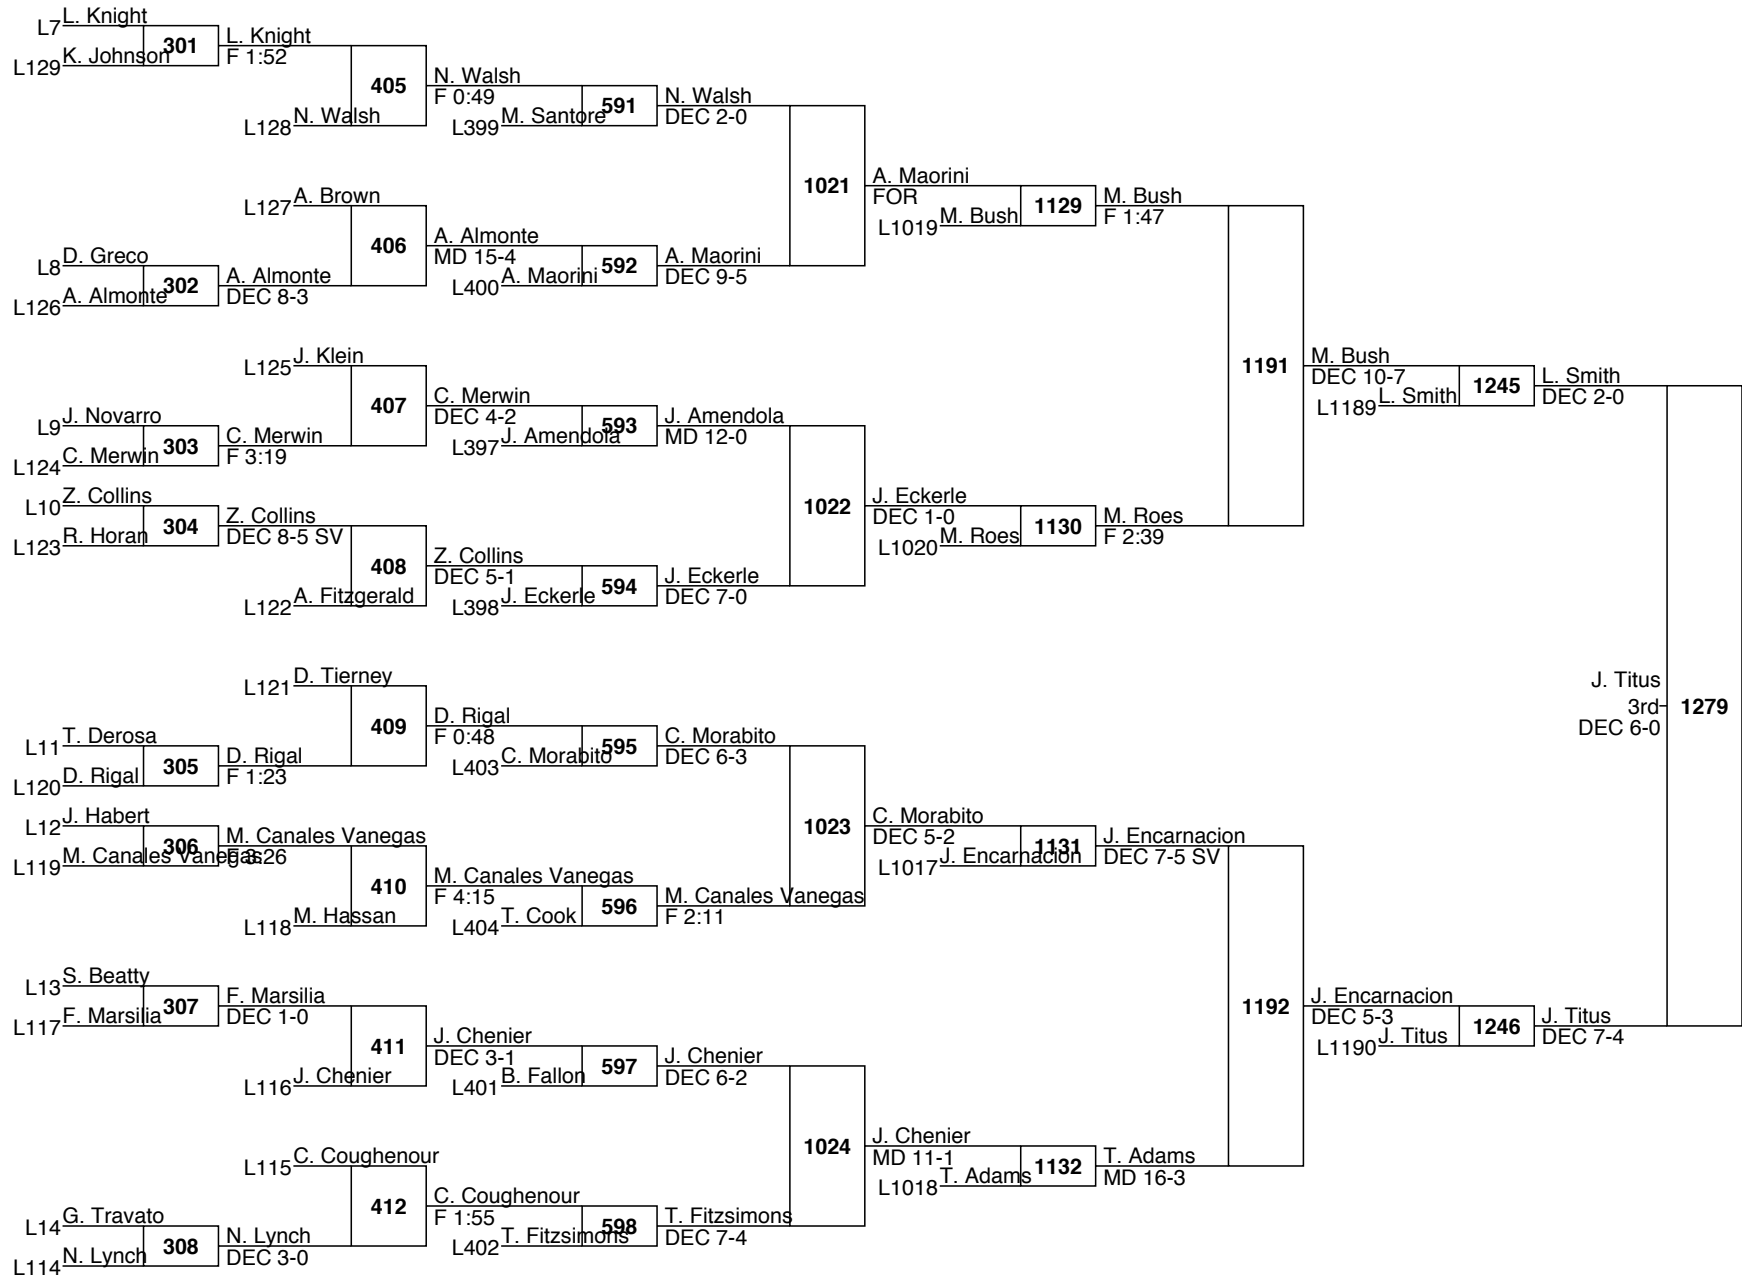 L7 L. Knight
301
L129 K. Johnson
L. Knight
F 1:52
405
L128 N. Walsh
N. Walsh
F 0:49
591
L399 M. Santore
N. Walsh
DEC 2-0
L127 A. Brown
406
L8 D. Greco
302
L126 A. Almonte
A. Almonte
DEC 8-3
A. Almonte
MD 15-4
592
L400 A. Maorini
A. Maorini
DEC 9-5
1021
A. Maorini
FOR
1129
L1019 M. Bush
M. Bush
F 1:47
L125 J. Klein
407
L9 J. Novarro
303
L124 C. Merwin
C. Merwin
F 3:19
C. Merwin
DEC 4-2
593
L397 J. Amendola
J. Amendola
MD 12-0
L10 Z. Collins
304
L123 R. Horan
Z. Collins
DEC 8-5 SV
408
L122 A. Fitzgerald
Z. Collins
DEC 5-1
594
L398 J. Eckerle
J. Eckerle
DEC 7-0
1022
J. Eckerle
DEC 1-0
1130
L1020 M. Roes
M. Roes
F 2:39
1191
M. Bush
DEC 10-7
1245
L1189 L. Smith
L. Smith
DEC 2-0
L121 D. Tierney
409
L11 T. Derosa
305
L120 D. Rigal
D. Rigal
F 1:23
D. Rigal
F 0:48
595
L403 C. Morabito
C. Morabito
DEC 6-3
L12 J. Habert
306
L119 M. Canales Vanegas
M. Canales Vanegas
F 3:26
410
L118 M. Hassan
M. Canales Vanegas
F 4:15
596
L404 T. Cook
M. Canales Vanegas
F 2:11
1023
C. Morabito
DEC 5-2
1131
L1017 J. Encarnacion
J. Encarnacion
DEC 7-5 SV
L13 S. Beatty
307
L117 F. Marsilia
F. Marsilia
DEC 1-0
411
L116 J. Chenier
J. Chenier
DEC 3-1
597
L401 B. Fallon
J. Chenier
DEC 6-2
L115 C. Coughenour
412
L14 G. Travato
308
L114 N. Lynch
N. Lynch
DEC 3-0
C. Coughenour
F 1:55
598
L402 T. Fitzsimons
T. Fitzsimons
DEC 7-4
1024
J. Chenier
MD 11-1
1132
L1018 T. Adams
T. Adams
MD 16-3
1192
J. Encarnacion
DEC 5-3
1246
L1190 J. Titus
J. Titus
DEC 7-4
J. Titus
3rd
DEC 6-0
1279